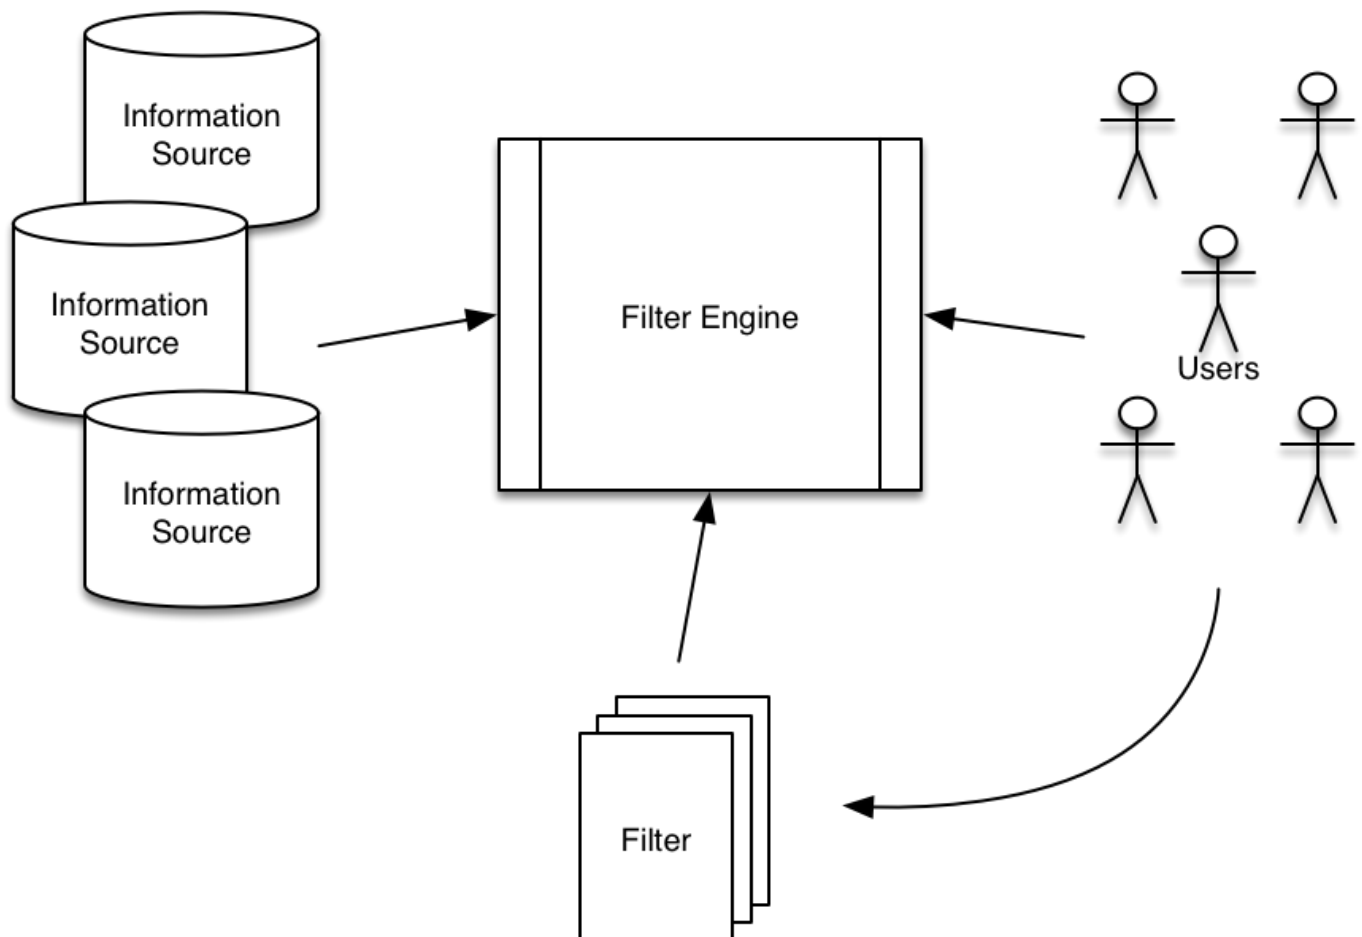 Information
Source
Information
Source
Information
Source
Filter Engine
Users
Filter